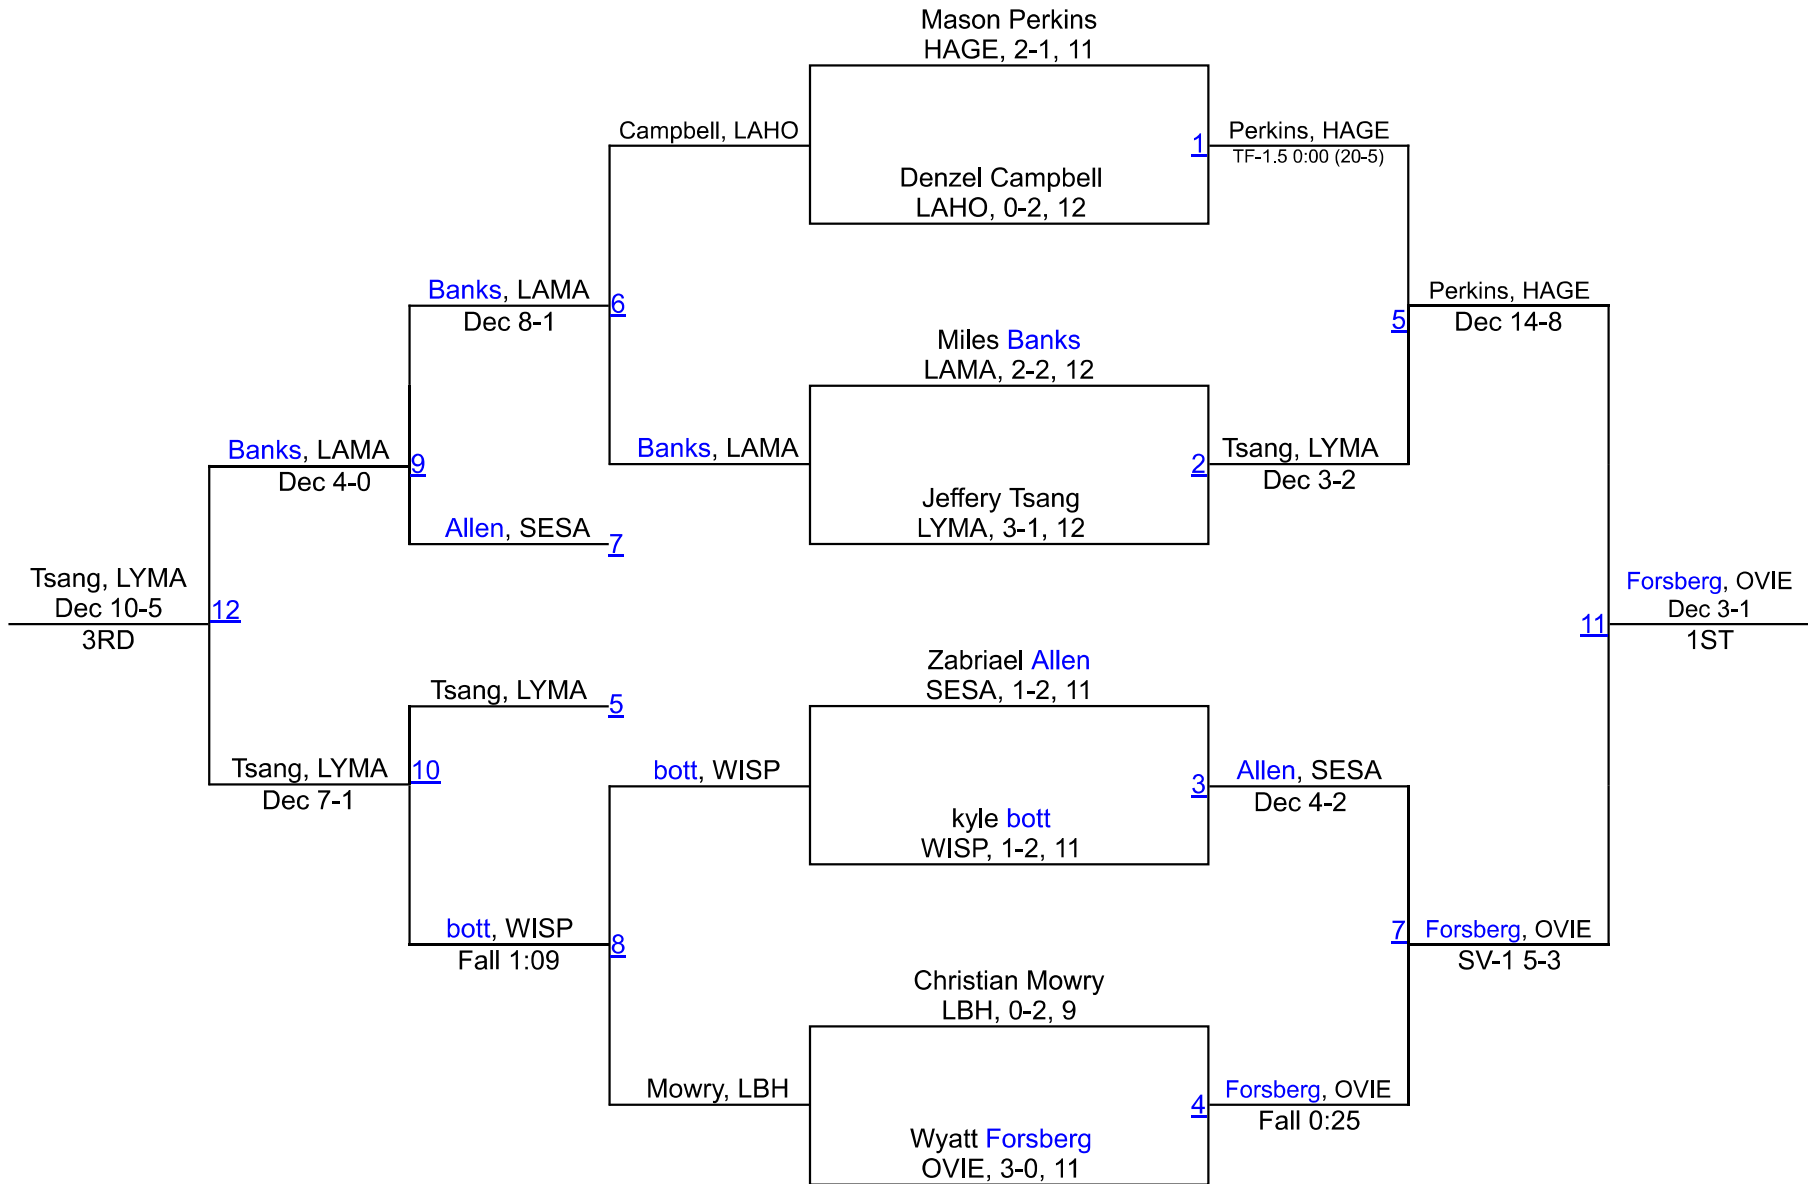 Mason Perkins
HAGE, 2-1, 11
Campbell, LAHO
1
Perkins, HAGE
TF-1.5 0:00 (20-5)
Denzel Campbell
LAHO, 0-2, 12
Banks, LAMA
Dec 8-1
6
Perkins, HAGE
Dec 14-8
5
Miles Banks
LAMA, 2-2, 12
Banks, LAMA
Dec 4-0
9
Banks, LAMA
2
Tsang, LYMA
Dec 3-2
Jeffery Tsang
LYMA, 3-1, 12
Allen, SESA
7
Tsang, LYMA
Dec 10-5
3RD
12
11
Forsberg, OVIE
Dec 3-1
1ST
Zabriael Allen
SESA, 1-2, 11
Tsang, LYMA
5
Tsang, LYMA
Dec 7-1
10
bott, WISP
3
Allen, SESA
Dec 4-2
kyle bott
WISP, 1-2, 11
bott, WISP
Fall 1:09
8
7
Forsberg, OVIE
SV-1 5-3
Christian Mowry
LBH, 0-2, 9
Mowry, LBH
4
Forsberg, OVIE
Fall 0:25
Wyatt Forsberg
OVIE, 3-0, 11